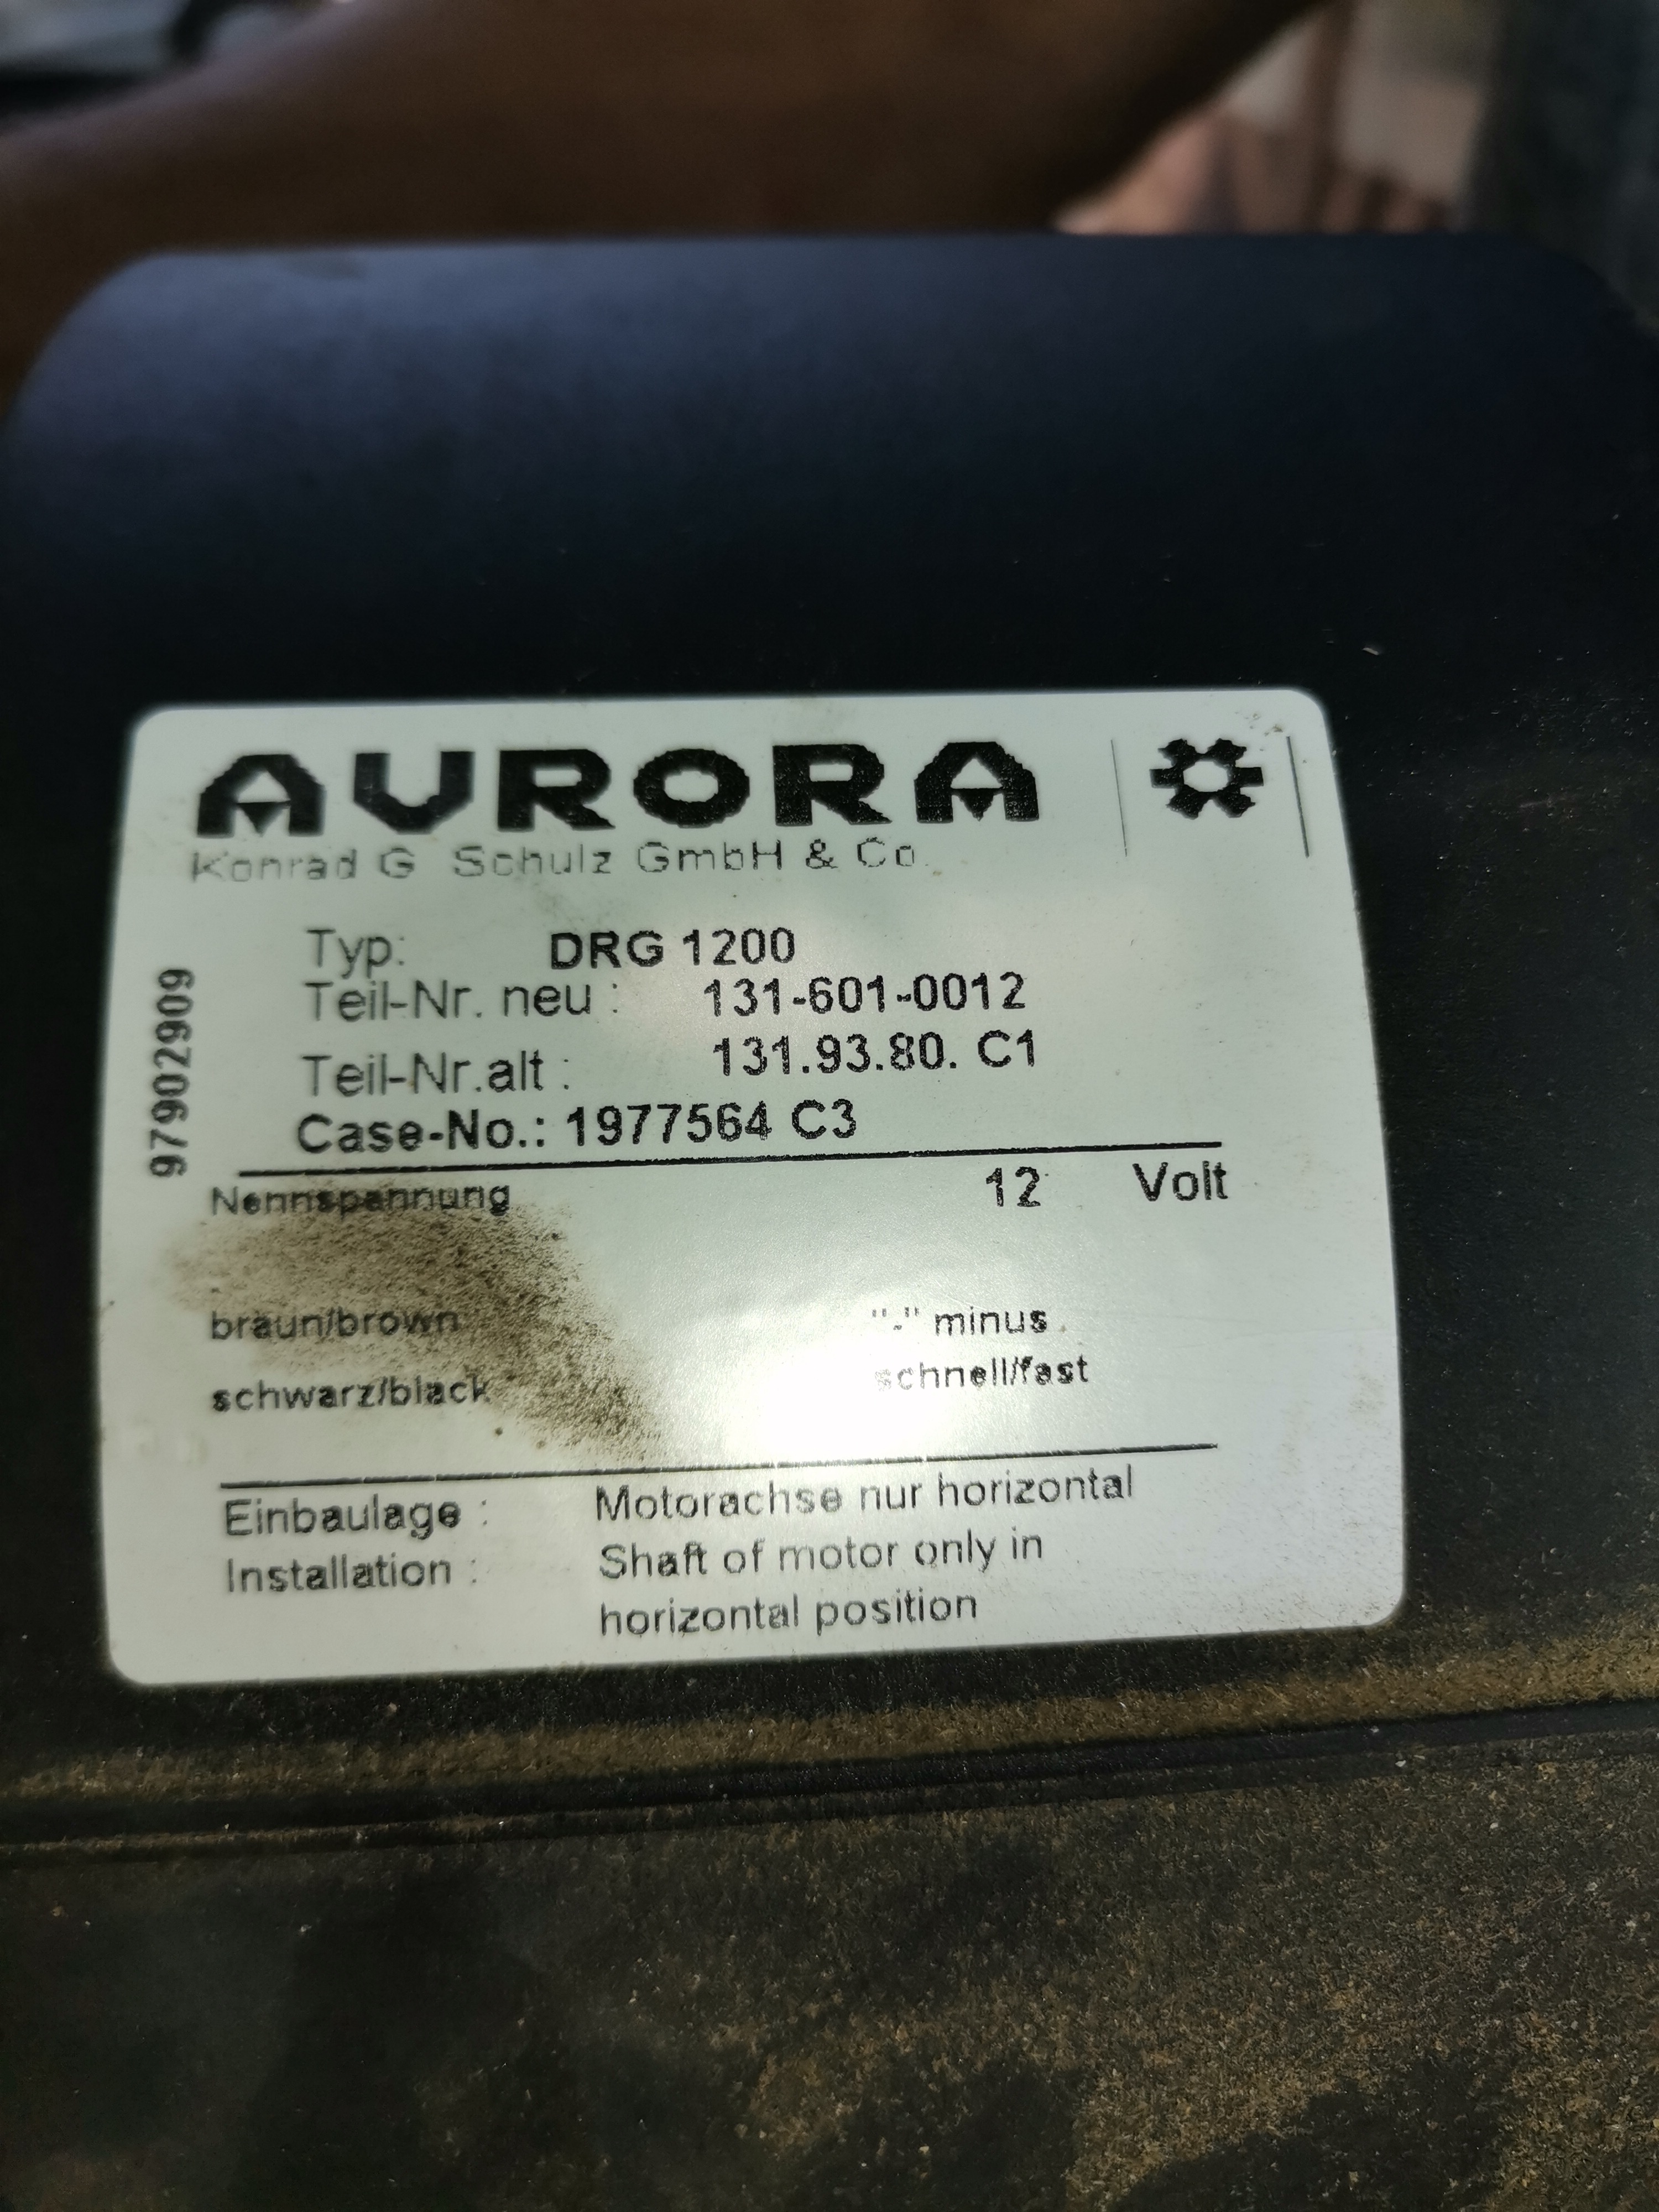 AURORA
Konrad G Schulz GmbH & Co.
Typ: DRG 1200
Teil-Nr. neu : 131-601-0012
Teil-Nr.alt : 131.93.80. C1
Case-No.: 1977564 C3
97902909
Nennspannung 12 Volt
braun/brown "-" minus
schwarz/black schnell/fast
Einbaulage : Motorachse nur horizontal
Installation : Shaft of motor only in
horizontal position